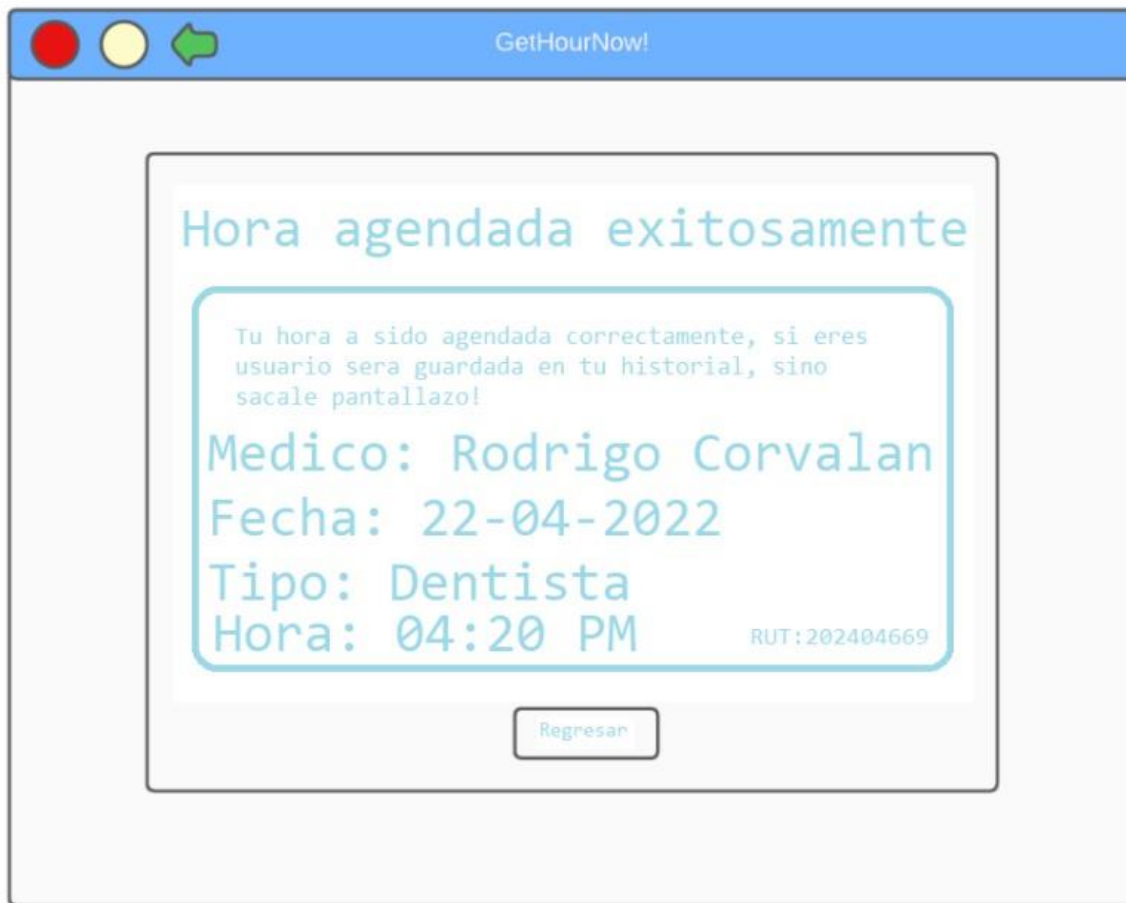 GetHourNow!
Hora agendada exitosamente
Tu hora a sido agendada correctamente, si eres
usuario sera guardada en tu historial, sino
sacale pantallazo!
Medico: Rodrigo Corvalan
Fecha: 22-04-2022
Tipo: Dentista
Hora: 04:20 PM
RUT:202404669
Regresar